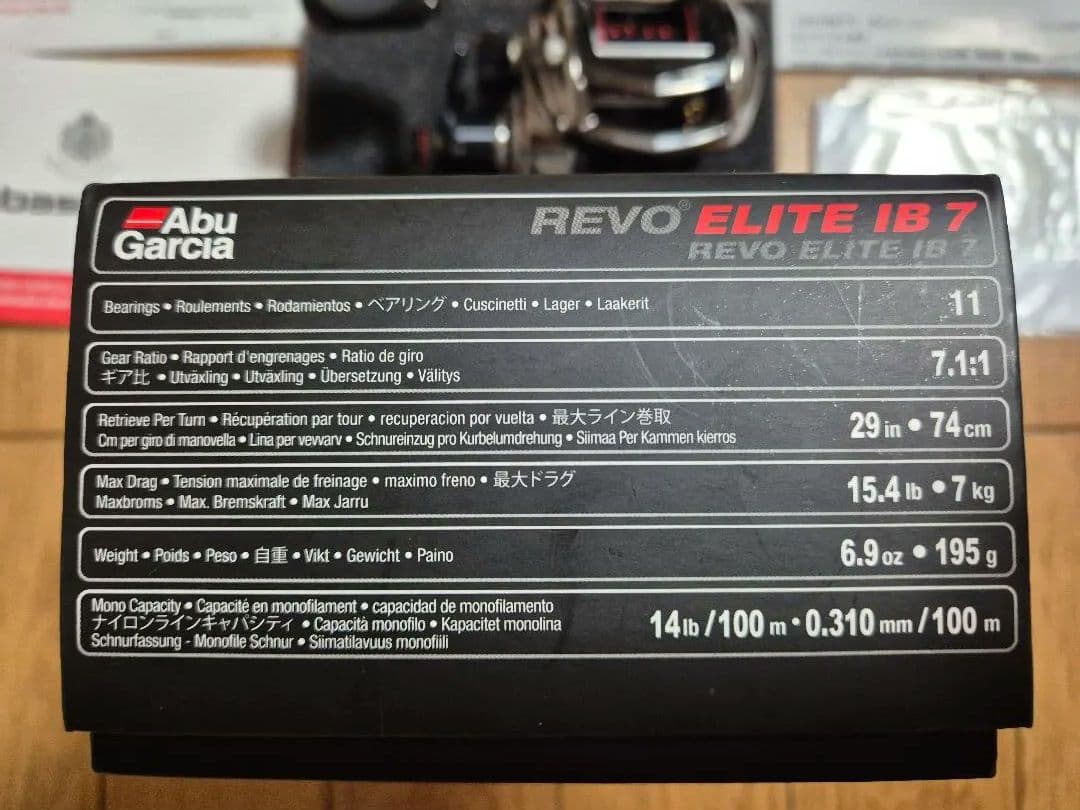 Abu
Garcia
REVO® ELITE IB 7
REVO ELITE IB 7
Bearings • Roulements • Rodamientos • ベアリング • Cuscinetti • Lager • Laakerit
11
Gear Ratio • Rapport d'engrenages • Ratio de giro
ギア比 • Utväxling • Utväxling • Übersetzung • Välitys
7.1:1
Retrieve Per Turn • Récupération par tour • recuperacion por vuelta • 最大ライン巻取
Cm per giro di manovella • Lina per vevvarv • Schnureinzug pro Kurbelumdrehung • Siimaa Per Kammen kierros
29 in • 74 cm
Max Drag • Tension maximale de freinage • maximo freno • 最大ドラグ
Maxbroms • Max. Bremskraft • Max Jarru
15.4 lb • 7 kg
Weight • Poids • Peso • 自重 • Vikt • Gewicht • Paino
6.9 oz • 195 g
Mono Capacity • Capacité en monofilament • capacidad de monofilamento
ナイロンラインキャパシティ • Capacità monofilo • Kapacitet monolina
Schnurfassung - Monofile Schnur • Siimatilavuus monofiili
14 lb / 100 m • 0.310 mm / 100 m